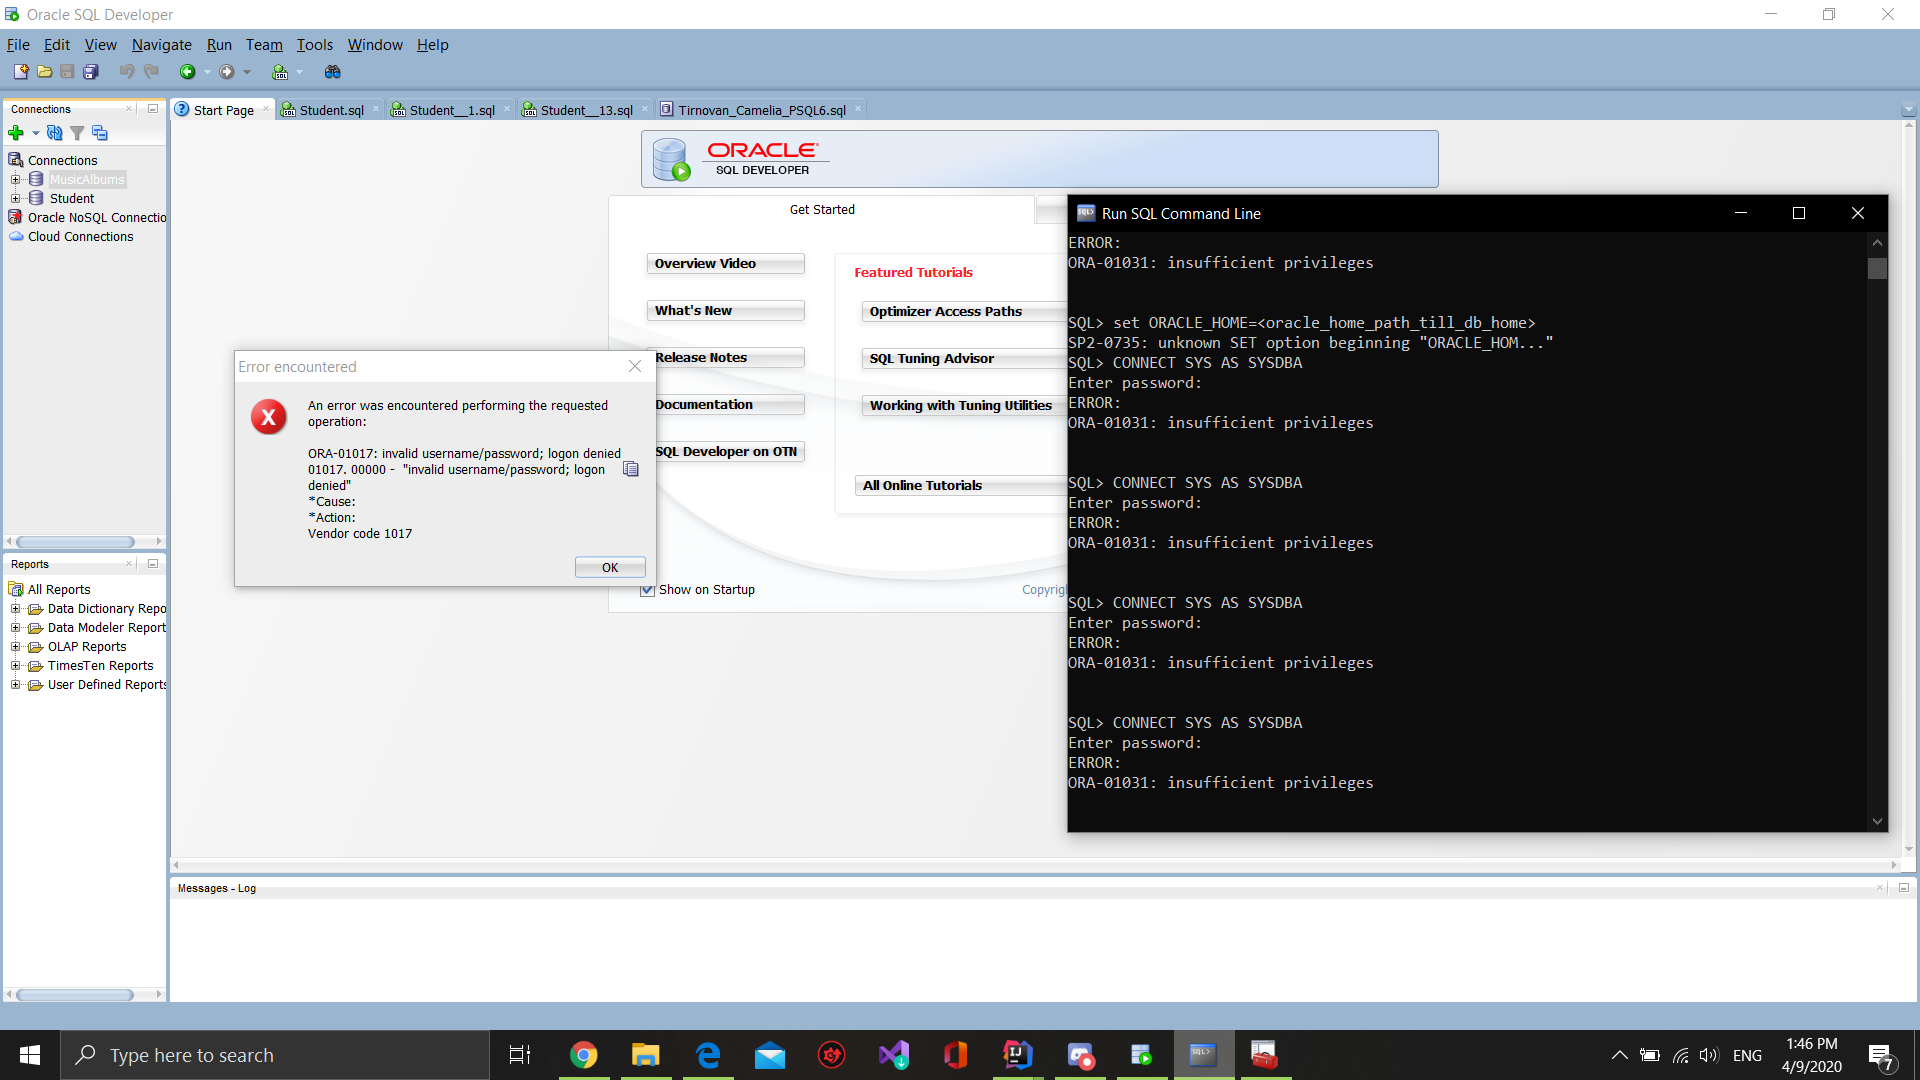 Oracle SQL Developer
File Edit View Navigate Run Team Tools Window Help
Connections
Start Page
Student.sql
Student__1.sql
Student__13.sql
Tirnovan_Camelia_PSQL6.sql
Connections
MusicAlbums
Student
Oracle NoSQL Connectio
Cloud Connections
ORACLE
SQL DEVELOPER
Get Started
Overview Video
What's New
Release Notes
Documentation
SQL Developer on OTN
Featured Tutorials
Optimizer Access Paths
SQL Tuning Advisor
Working with Tuning Utilities
All Online Tutorials
Show on Startup
Copyrig
Error encountered
An error was encountered performing the requested
operation:
ORA-01017: invalid username/password; logon denied
01017. 00000 - "invalid username/password; logon
denied"
*Cause:
*Action:
Vendor code 1017
OK
Run SQL Command Line
ERROR:
ORA-01031: insufficient privileges
SQL> set ORACLE_HOME=<oracle_home_path_till_db_home>
SP2-0735: unknown SET option beginning "ORACLE_HOM..."
SQL> CONNECT SYS AS SYSDBA
Enter password:
ERROR:
ORA-01031: insufficient privileges
SQL> CONNECT SYS AS SYSDBA
Enter password:
ERROR:
ORA-01031: insufficient privileges
SQL> CONNECT SYS AS SYSDBA
Enter password:
ERROR:
ORA-01031: insufficient privileges
SQL> CONNECT SYS AS SYSDBA
Enter password:
ERROR:
ORA-01031: insufficient privileges
Reports
All Reports
Data Dictionary Repo
Data Modeler Report
OLAP Reports
TimesTen Reports
User Defined Reports
Messages - Log
Type here to search
ENG
1:46 PM
4/9/2020
7